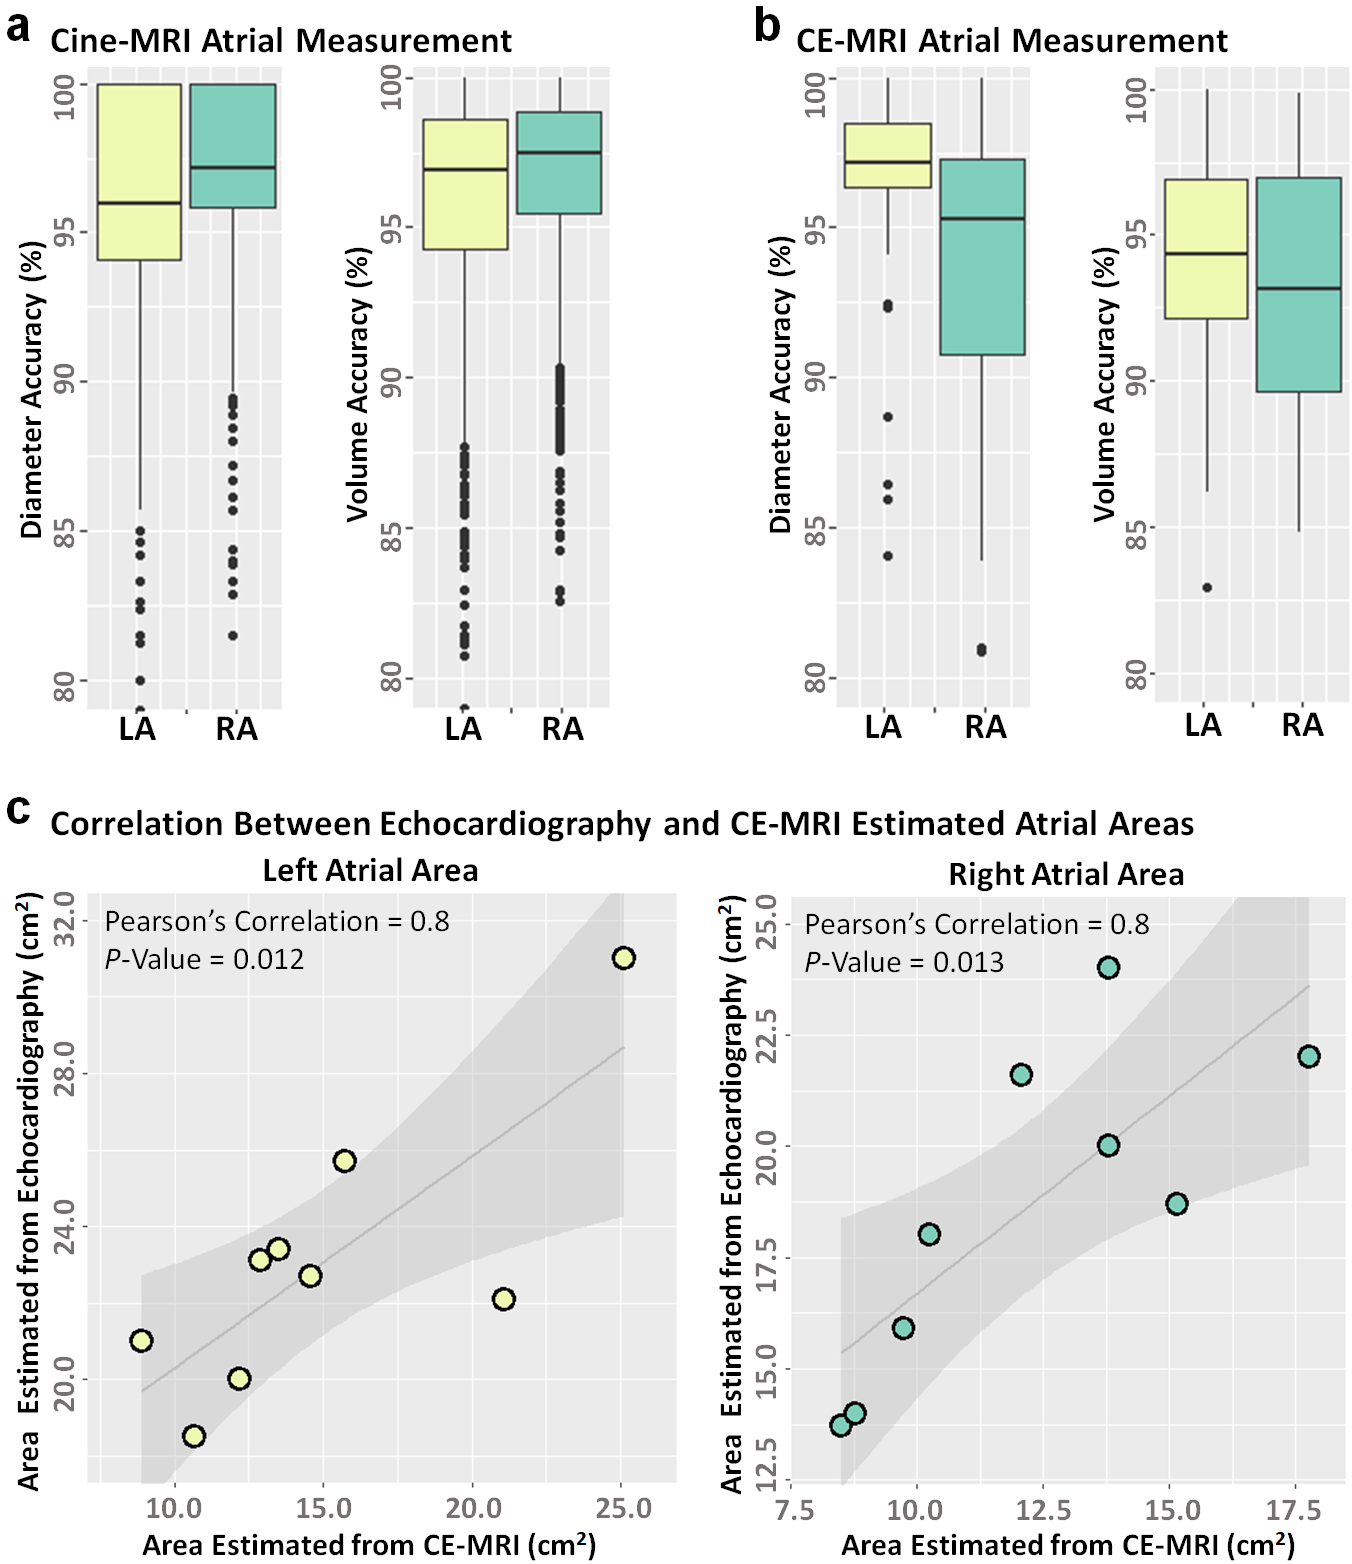 a Cine-MRI Atrial Measurement
Diameter Accuracy (%)
100
95
90
85
80
LA RA
Volume Accuracy (%)
100
95
90
85
80
LA RA
b CE-MRI Atrial Measurement
Diameter Accuracy (%)
100
95
90
85
80
LA RA
Volume Accuracy (%)
100
95
90
85
80
LA RA
c Correlation Between Echocardiography and CE-MRI Estimated Atrial Areas
Left Atrial Area
Pearson's Correlation = 0.8
P-Value = 0.012
Area Estimated from Echocardiography (cm²)
32.0
28.0
24.0
20.0
10.0 15.0 20.0 25.0
Area Estimated from CE-MRI (cm²)
Right Atrial Area
Pearson's Correlation = 0.8
P-Value = 0.013
Area Estimated from Echocardiography (cm²)
25.0
22.5
20.0
17.5
15.0
12.5
7.5 10.0 12.5 15.0 17.5
Area Estimated from CE-MRI (cm²)